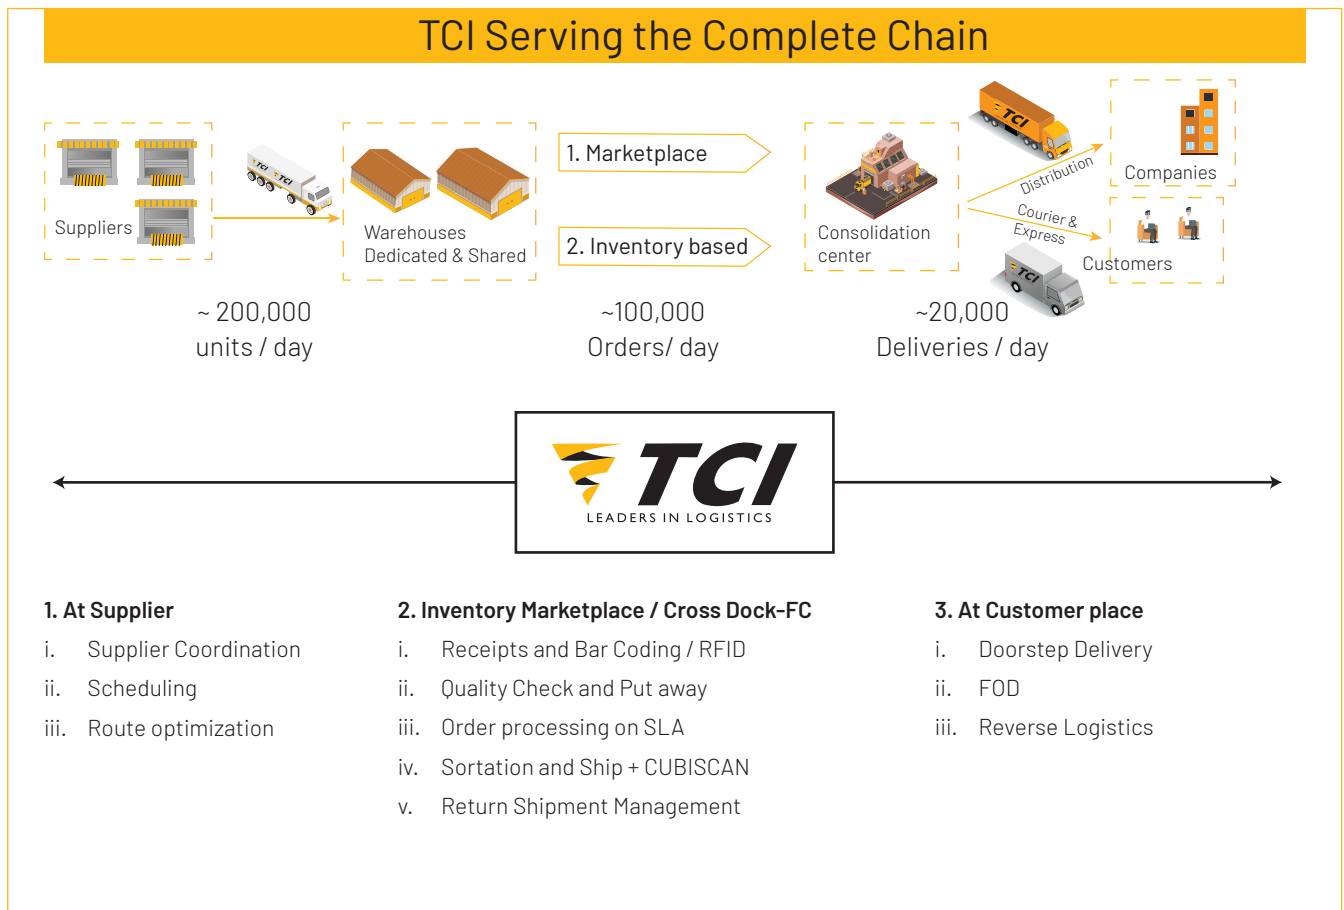 TCI Serving the Complete Chain
Suppliers
TCI TCI
Warehouses
Dedicated & Shared
1. Marketplace
2. Inventory based
Consolidation
center
TCI
Distribution
Companies
Courier &
Express
TCI
Customers
~ 200,000
units / day
~100,000
Orders/ day
~20,000
Deliveries / day
TCI
LEADERS IN LOGISTICS
1. At Supplier
i. Supplier Coordination
ii. Scheduling
iii. Route optimization
2. Inventory Marketplace / Cross Dock-FC
i. Receipts and Bar Coding / RFID
ii. Quality Check and Put away
iii. Order processing on SLA
iv. Sortation and Ship + CUBISCAN
v. Return Shipment Management
3. At Customer place
i. Doorstep Delivery
ii. FOD
iii. Reverse Logistics